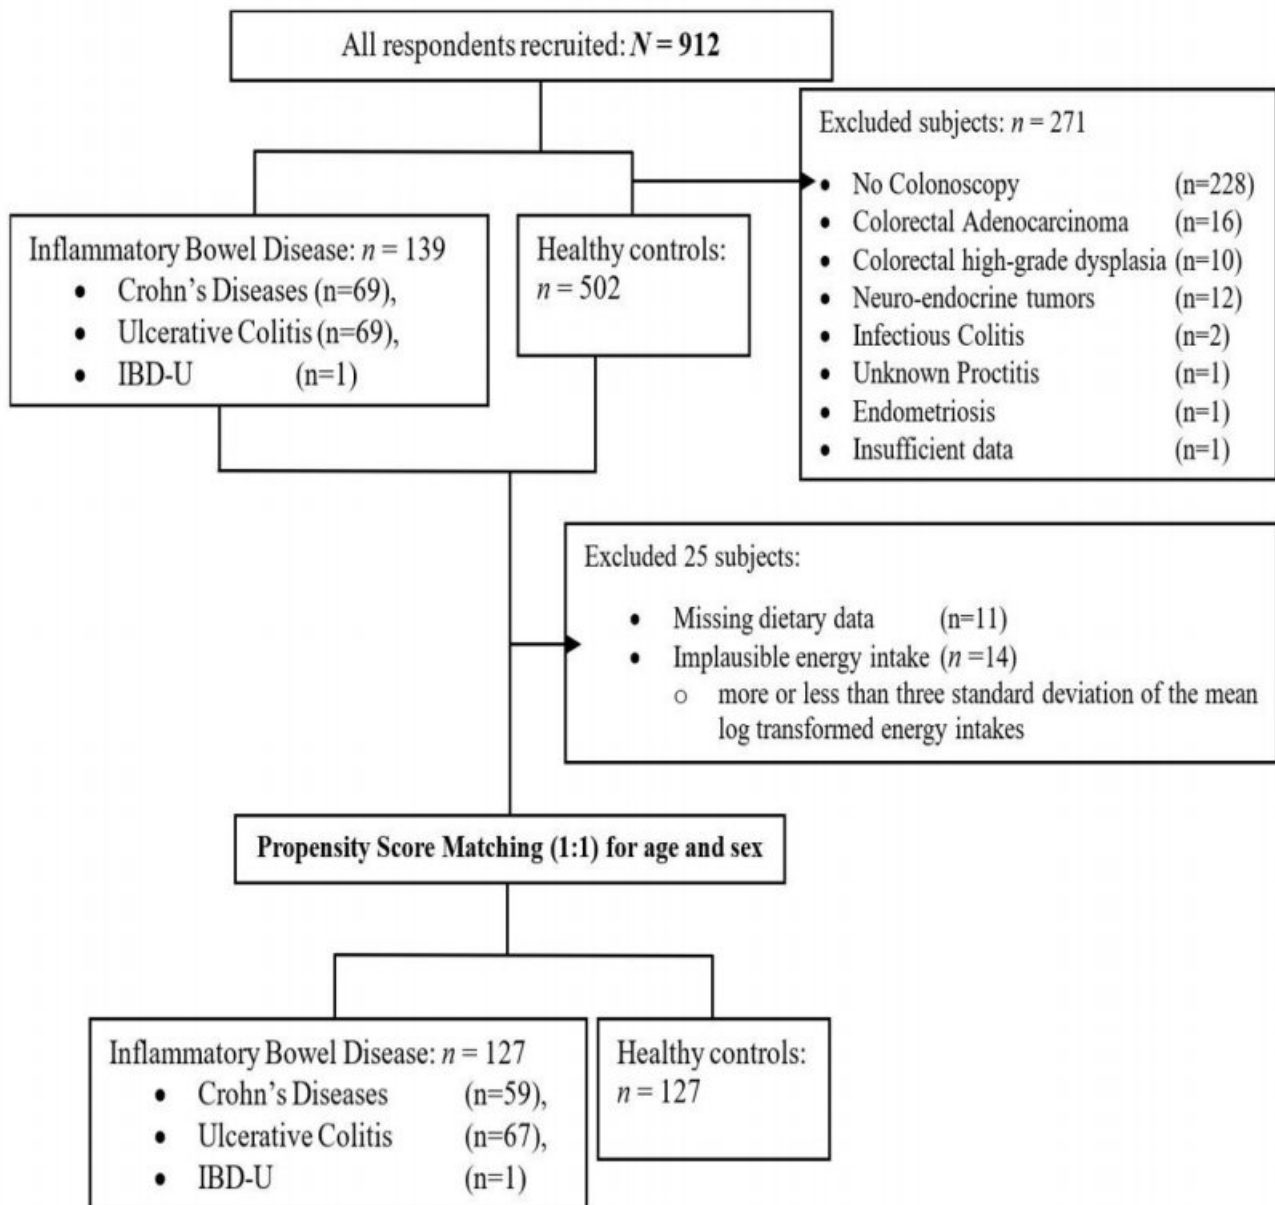 All respondents recruited: N = 912
Excluded subjects: n = 271
• No Colonoscopy (n=228)
• Colorectal Adenocarcinoma (n=16)
• Colorectal high-grade dysplasia (n=10)
• Neuro-endocrine tumors (n=12)
• Infectious Colitis (n=2)
• Unknown Proctitis (n=1)
• Endometriosis (n=1)
• Insufficient data (n=1)
Inflammatory Bowel Disease: n = 139
• Crohn's Diseases (n=69),
• Ulcerative Colitis (n=69),
• IBD-U (n=1)
Healthy controls:
n = 502
Excluded 25 subjects:
• Missing dietary data (n=11)
• Implausible energy intake (n =14)
o more or less than three standard deviation of the mean
log transformed energy intakes
Propensity Score Matching (1:1) for age and sex
Inflammatory Bowel Disease: n = 127
• Crohn's Diseases (n=59),
• Ulcerative Colitis (n=67),
• IBD-U (n=1)
Healthy controls:
n = 127